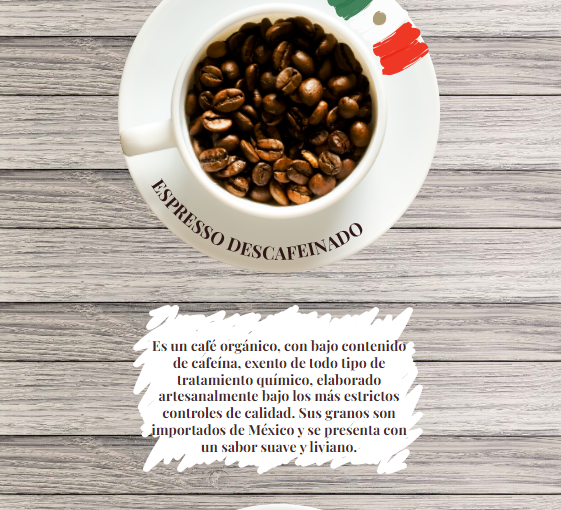 ESPRESSO DESCAFEINADO
Es un café orgánico, con bajo contenido
de cafeína, exento de todo tipo de
tratamiento químico, elaborado
artesanalmente bajo los más estrictos
controles de calidad. Sus granos son
importados de México y se presenta con
un sabor suave y liviano.